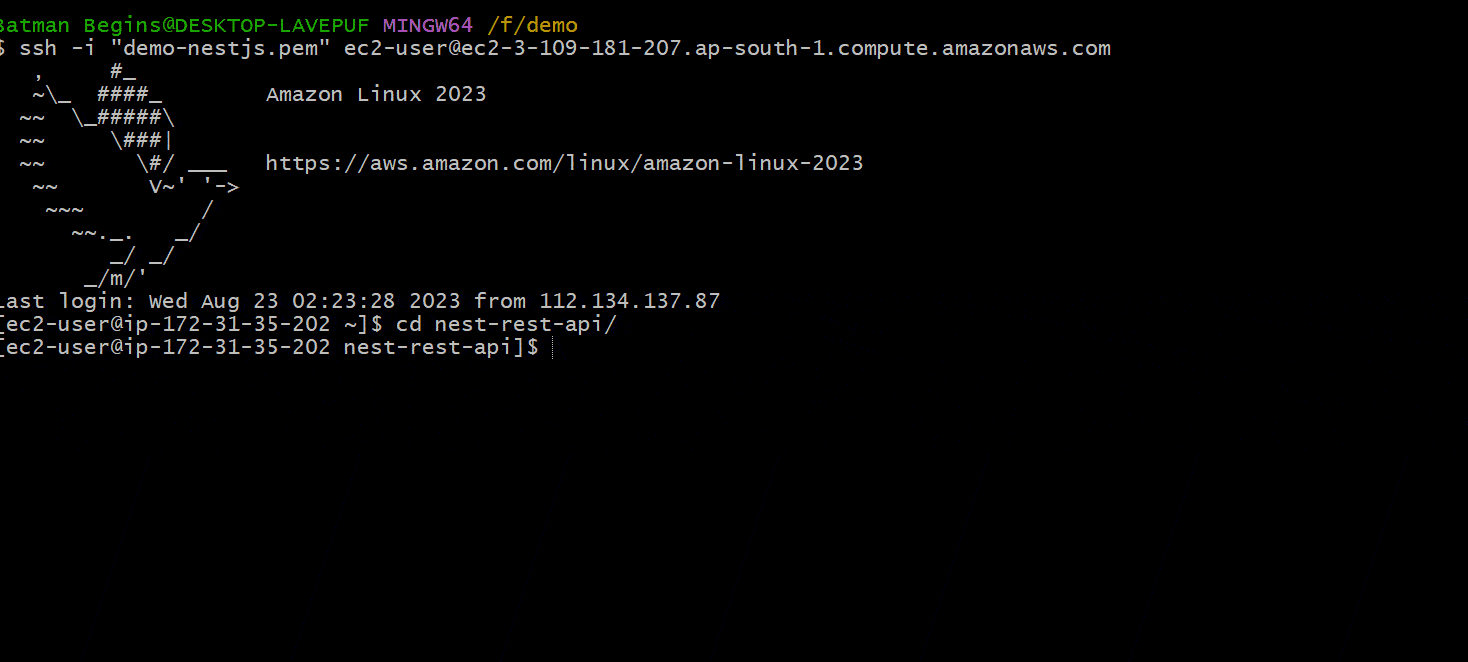 Batman Begins@DESKTOP-LAVEPUF MINGW64 /f/demo
$ ssh -i "demo-nestjs.pem" ec2-user@ec2-3-109-181-207.ap-south-1.compute.amazonaws.com
   ,     #_
   ~\_  ####_        Amazon Linux 2023
  ~~  \_#####\
  ~~     \###|
  ~~       \#/ ___   https://aws.amazon.com/linux/amazon-linux-2023
   ~~       V~' '->
    ~~~         /
      ~~._.   _/
         _/ _/
       _/m/'
Last login: Wed Aug 23 02:23:28 2023 from 112.134.137.87
[ec2-user@ip-172-31-35-202 ~]$ cd nest-rest-api/
[ec2-user@ip-172-31-35-202 nest-rest-api]$